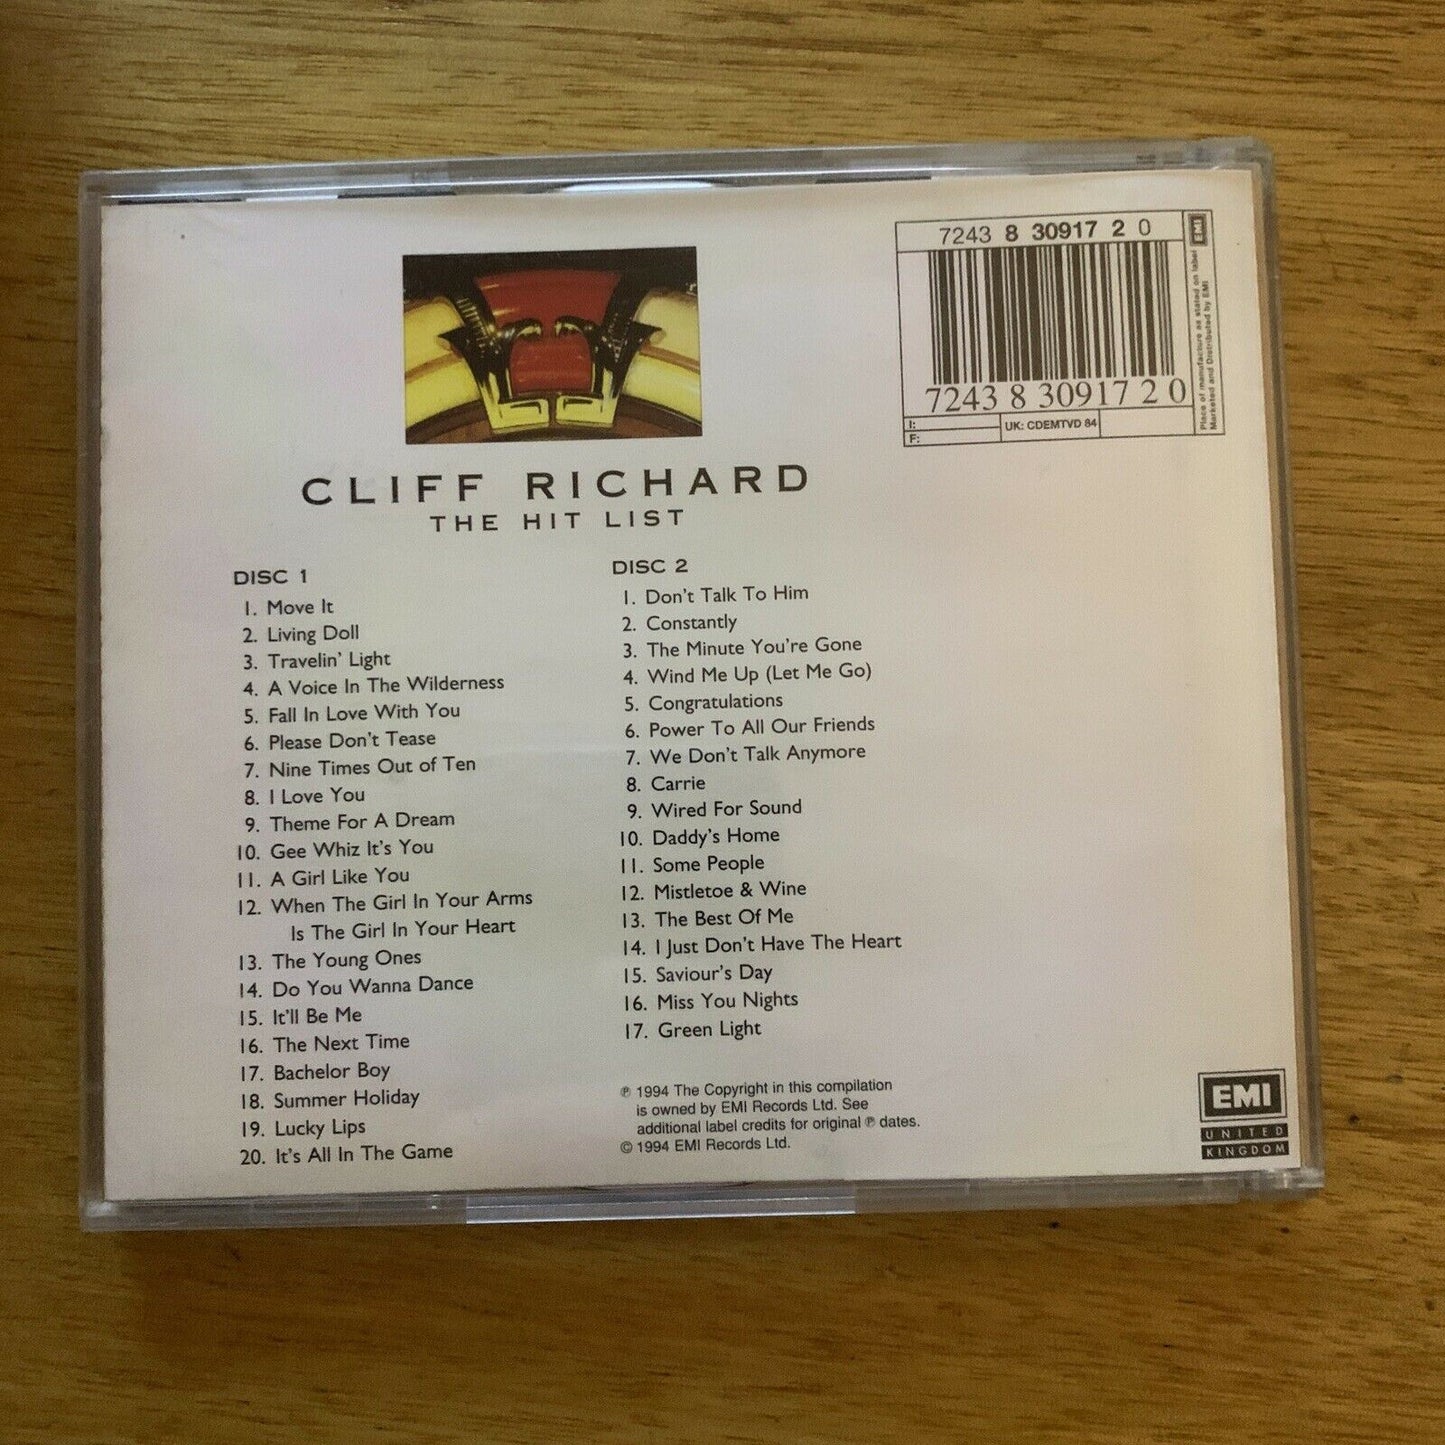 7243 8 30917 2 0
EMI
Place of manufacture as stated on label
Marketed and Distributed by EMI
7243 8 30917 2 0
I:
F:
UK: CDEMTVD 84
CLIFF RICHARD
THE HIT LIST
DISC 1
1. Move It
2. Living Doll
3. Travelin' Light
4. A Voice In The Wilderness
5. Fall In Love With You
6. Please Don't Tease
7. Nine Times Out of Ten
8. I Love You
9. Theme For A Dream
10. Gee Whiz It's You
11. A Girl Like You
12. When The Girl In Your Arms
Is The Girl In Your Heart
13. The Young Ones
14. Do You Wanna Dance
15. It'll Be Me
16. The Next Time
17. Bachelor Boy
18. Summer Holiday
19. Lucky Lips
20. It's All In The Game
DISC 2
1. Don't Talk To Him
2. Constantly
3. The Minute You're Gone
4. Wind Me Up (Let Me Go)
5. Congratulations
6. Power To All Our Friends
7. We Don't Talk Anymore
8. Carrie
9. Wired For Sound
10. Daddy's Home
11. Some People
12. Mistletoe & Wine
13. The Best Of Me
14. I Just Don't Have The Heart
15. Saviour's Day
16. Miss You Nights
17. Green Light
℗ 1994 The Copyright in this compilation
is owned by EMI Records Ltd. See
additional label credits for original ℗ dates.
© 1994 EMI Records Ltd.
EMI
UNITED
KINGDOM